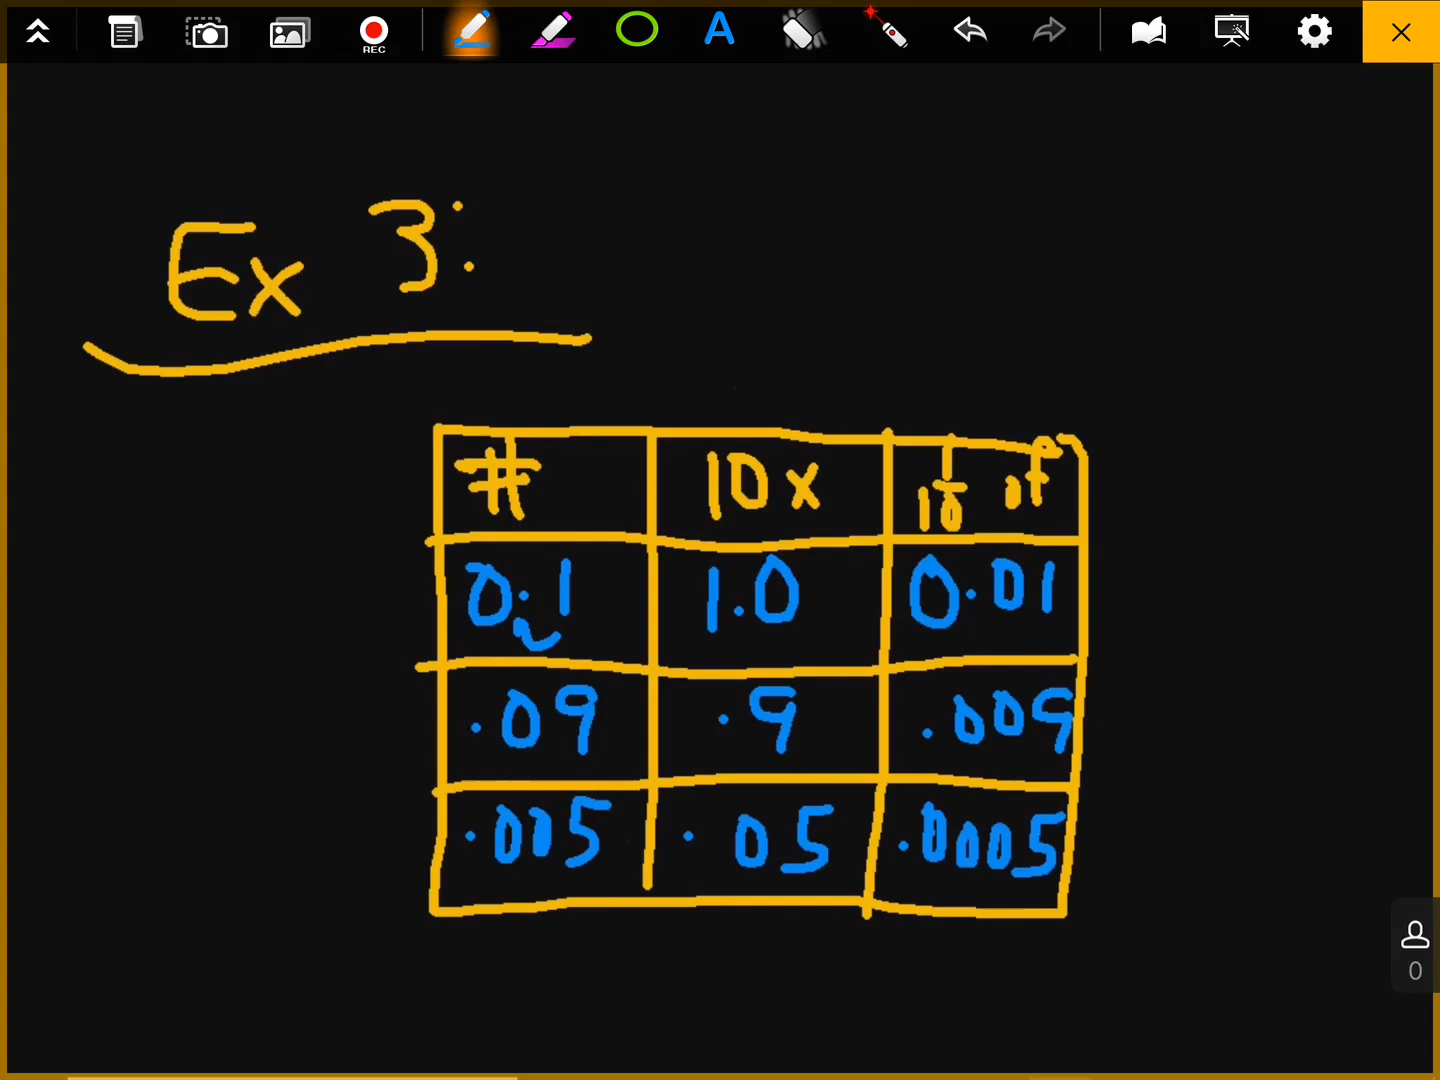 REC
A
Ex 3:
# 10x 1/10 of
0.1 1.0 0.01
.09 .9 .009
.005 .05 .0005
0